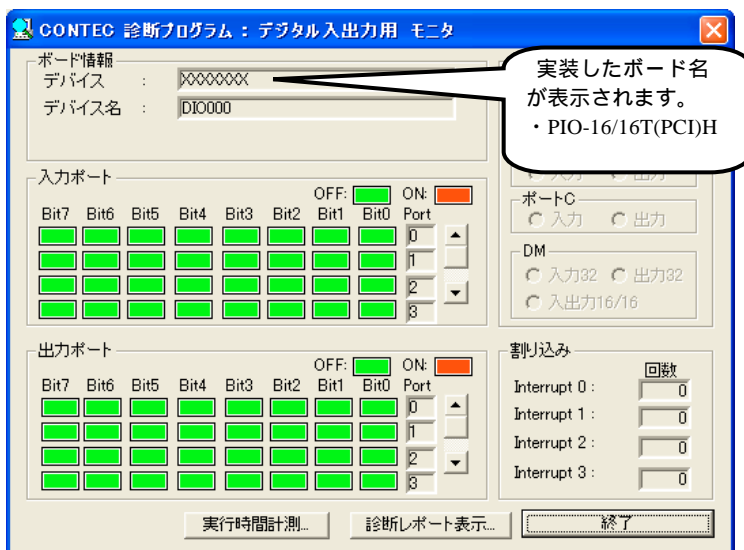 CONTEC 診断プログラム：デジタル入出力用 モニタ
ボード情報
デバイス : XXXXXXX
デバイス名 : DIO000
実装したボード名
が表示されます。
・PIO-16/16T(PCI)H
入力ポート
OFF: ON:
Bit7 Bit6 Bit5 Bit4 Bit3 Bit2 Bit1 Bit0 Port
0
1
2
3
ポートC
入力 出力
DM
入力32 出力32
入出力16/16
出力ポート
OFF: ON:
Bit7 Bit6 Bit5 Bit4 Bit3 Bit2 Bit1 Bit0 Port
0
1
2
3
割り込み
回数
Interrupt 0 : 0
Interrupt 1 : 0
Interrupt 2 : 0
Interrupt 3 : 0
実行時間計測...
診断レポート表示...
終了